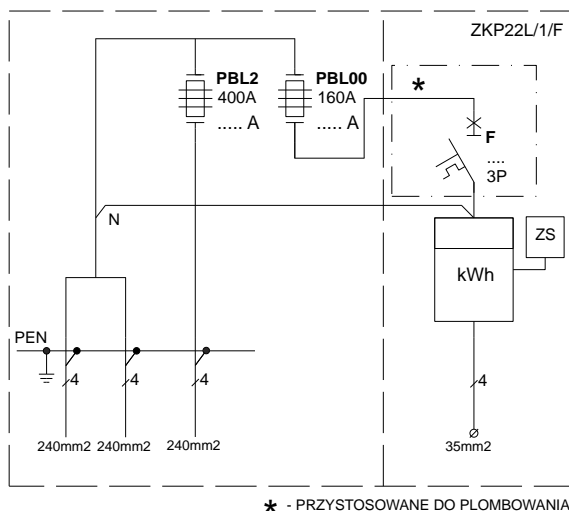 ZKP22L/1/F
PBL2
400A
..... A
PBL00
160A
..... A
*
F
....
3P
N
ZS
kWh
PEN
4
4
4
4
240mm2
240mm2
240mm2
35mm2
* - PRZYSTOSOWANE DO PLOMBOWANIA